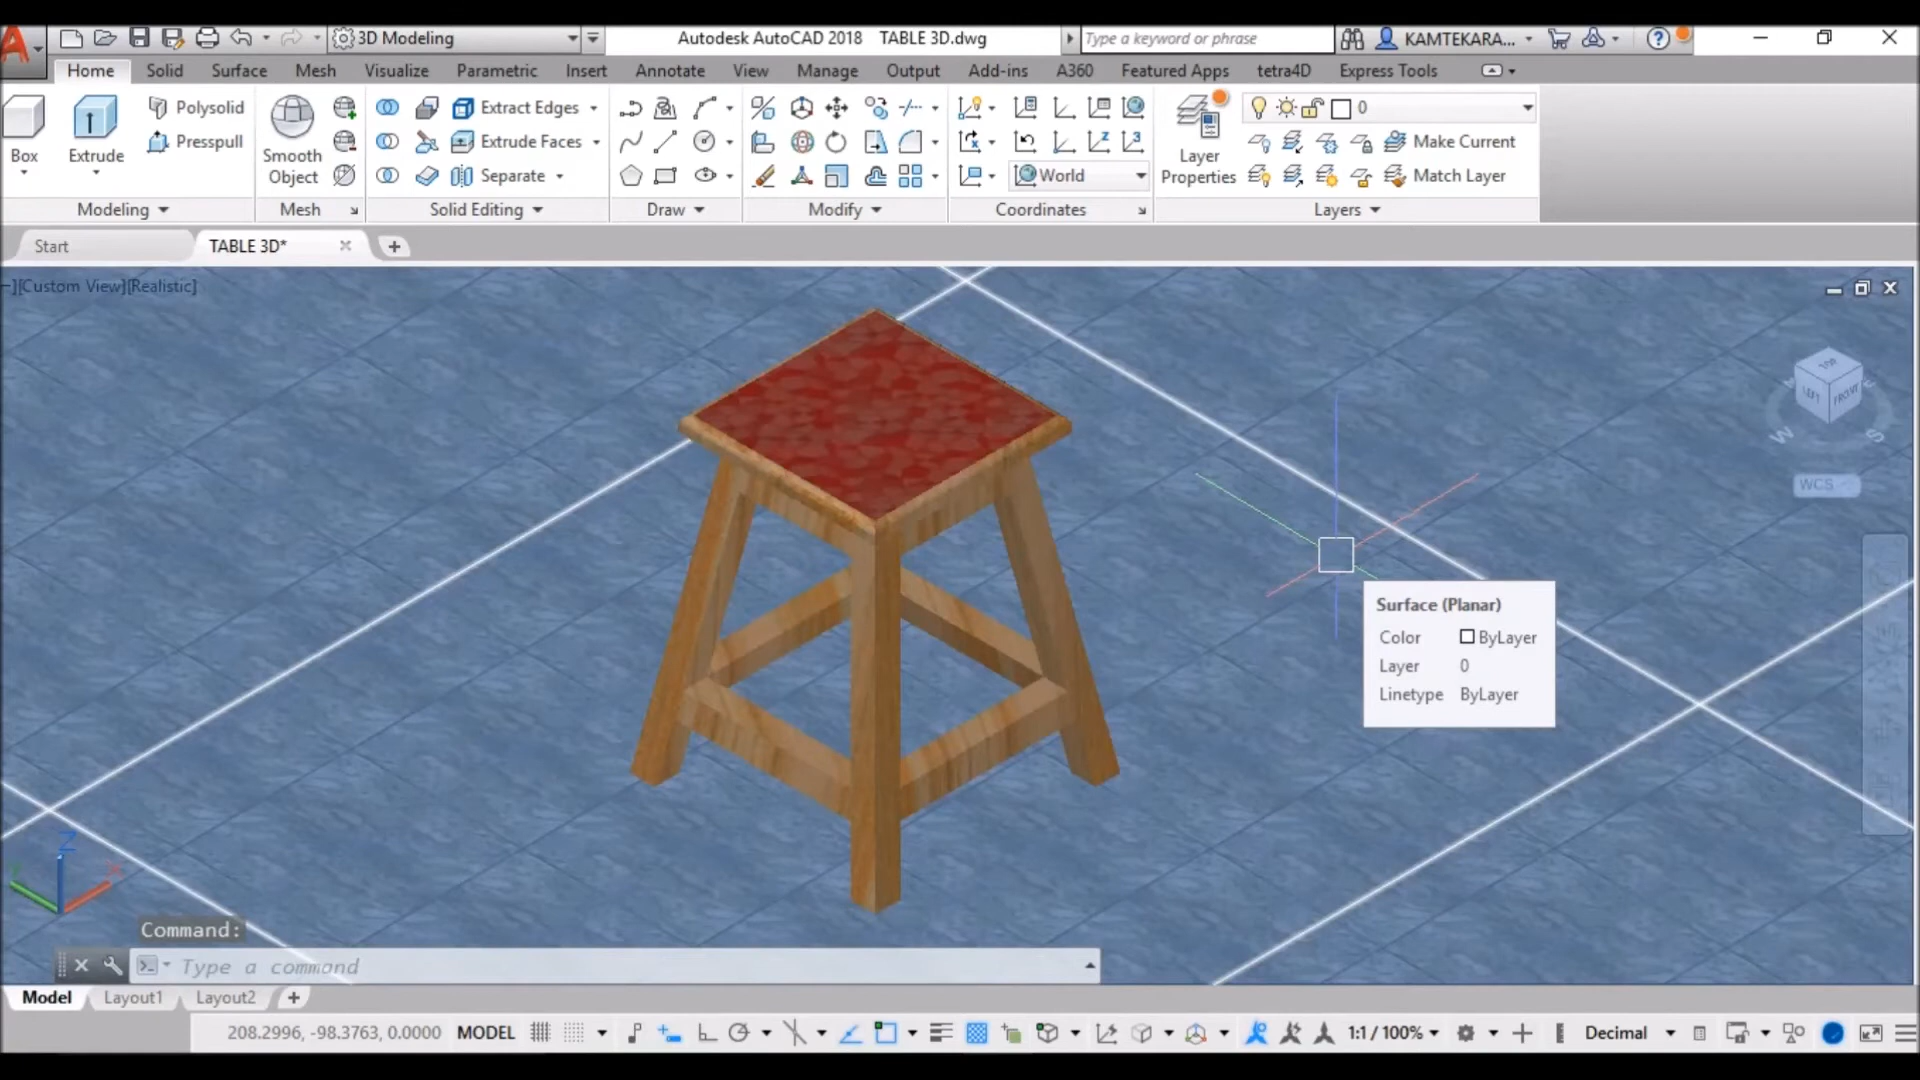 3D Modeling
Autodesk AutoCAD 2018 TABLE 3D.dwg
Type a keyword or phrase
KAMTEKARA...
Home Solid Surface Mesh Visualize Parametric Insert Annotate View Manage Output Add-ins A360 Featured Apps tetra4D Express Tools
Polysolid
Presspull
Box
Extrude
Smooth
Object
Extract Edges
Extrude Faces
Separate
World
Layer
Properties
0
Make Current
Match Layer
Modeling Mesh Solid Editing Draw Modify Coordinates Layers
Start TABLE 3D*
–][Custom View][Realistic]
TOP
LEFT FRONT
W S
WCS
Surface (Planar)
Color ByLayer
Layer 0
Linetype ByLayer
Z
Command:
Type a command
Model Layout1 Layout2
208.2996, -98.3763, 0.0000 MODEL 1:1 / 100% Decimal